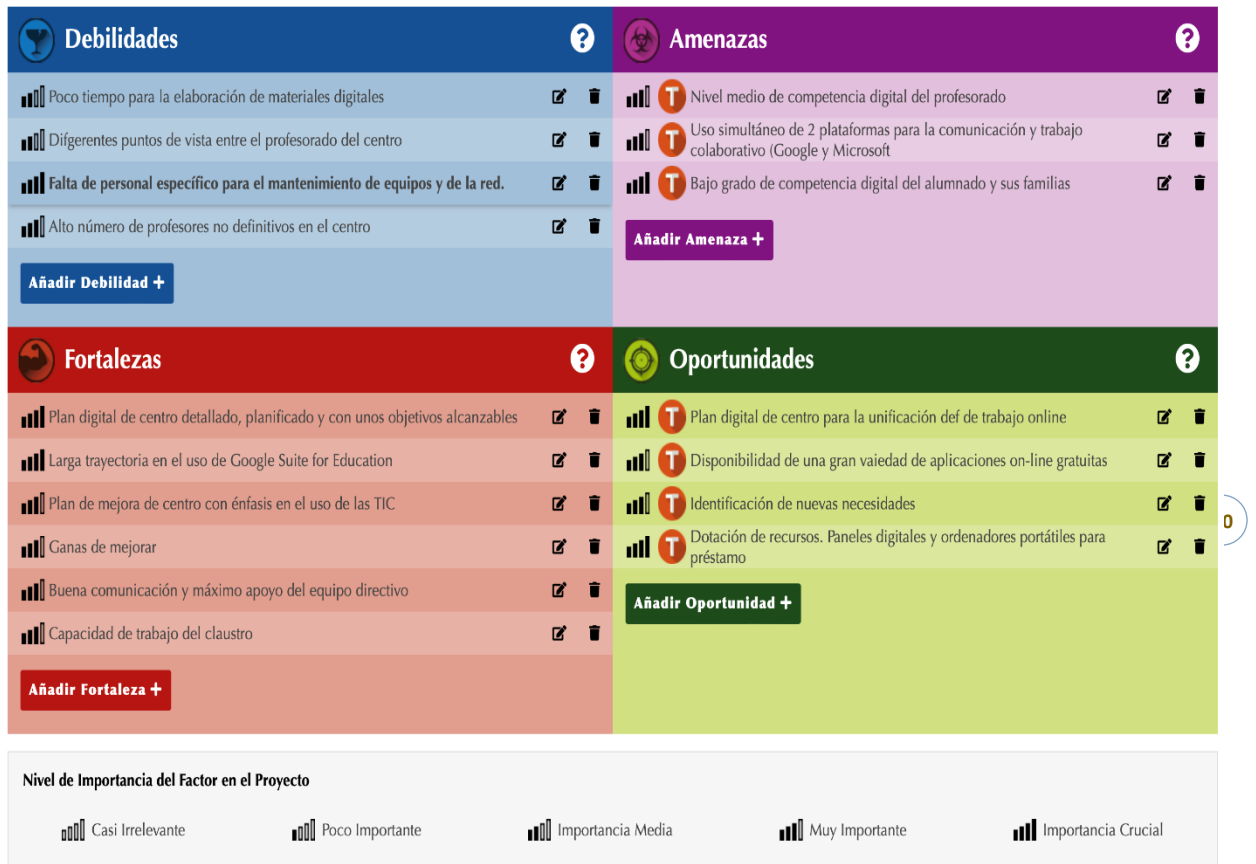 Debilidades
?
Poco tiempo para la elaboración de materiales digitales
Difgerentes puntos de vista entre el profesorado del centro
Falta de personal específico para el mantenimiento de equipos y de la red.
Alto número de profesores no definitivos en el centro
Añadir Debilidad +
Amenazas
?
T Nivel medio de competencia digital del profesorado
T Uso simultáneo de 2 plataformas para la comunicación y trabajo
colaborativo (Google y Microsoft
T Bajo grado de competencia digital del alumnado y sus familias
Añadir Amenaza +
Fortalezas
?
Plan digital de centro detallado, planificado y con unos objetivos alcanzables
Larga trayectoria en el uso de Google Suite for Education
Plan de mejora de centro con énfasis en el uso de las TIC
Ganas de mejorar
Buena comunicación y máximo apoyo del equipo directivo
Capacidad de trabajo del claustro
Añadir Fortaleza +
Oportunidades
?
T Plan digital de centro para la unificación def de trabajo online
T Disponibilidad de una gran vaiedad de aplicaciones on-line gratuitas
T Identificación de nuevas necesidades
T Dotación de recursos. Paneles digitales y ordenadores portátiles para
préstamo
Añadir Oportunidad +
0
Nivel de Importancia del Factor en el Proyecto
Casi Irrelevante
Poco Importante
Importancia Media
Muy Importante
Importancia Crucial